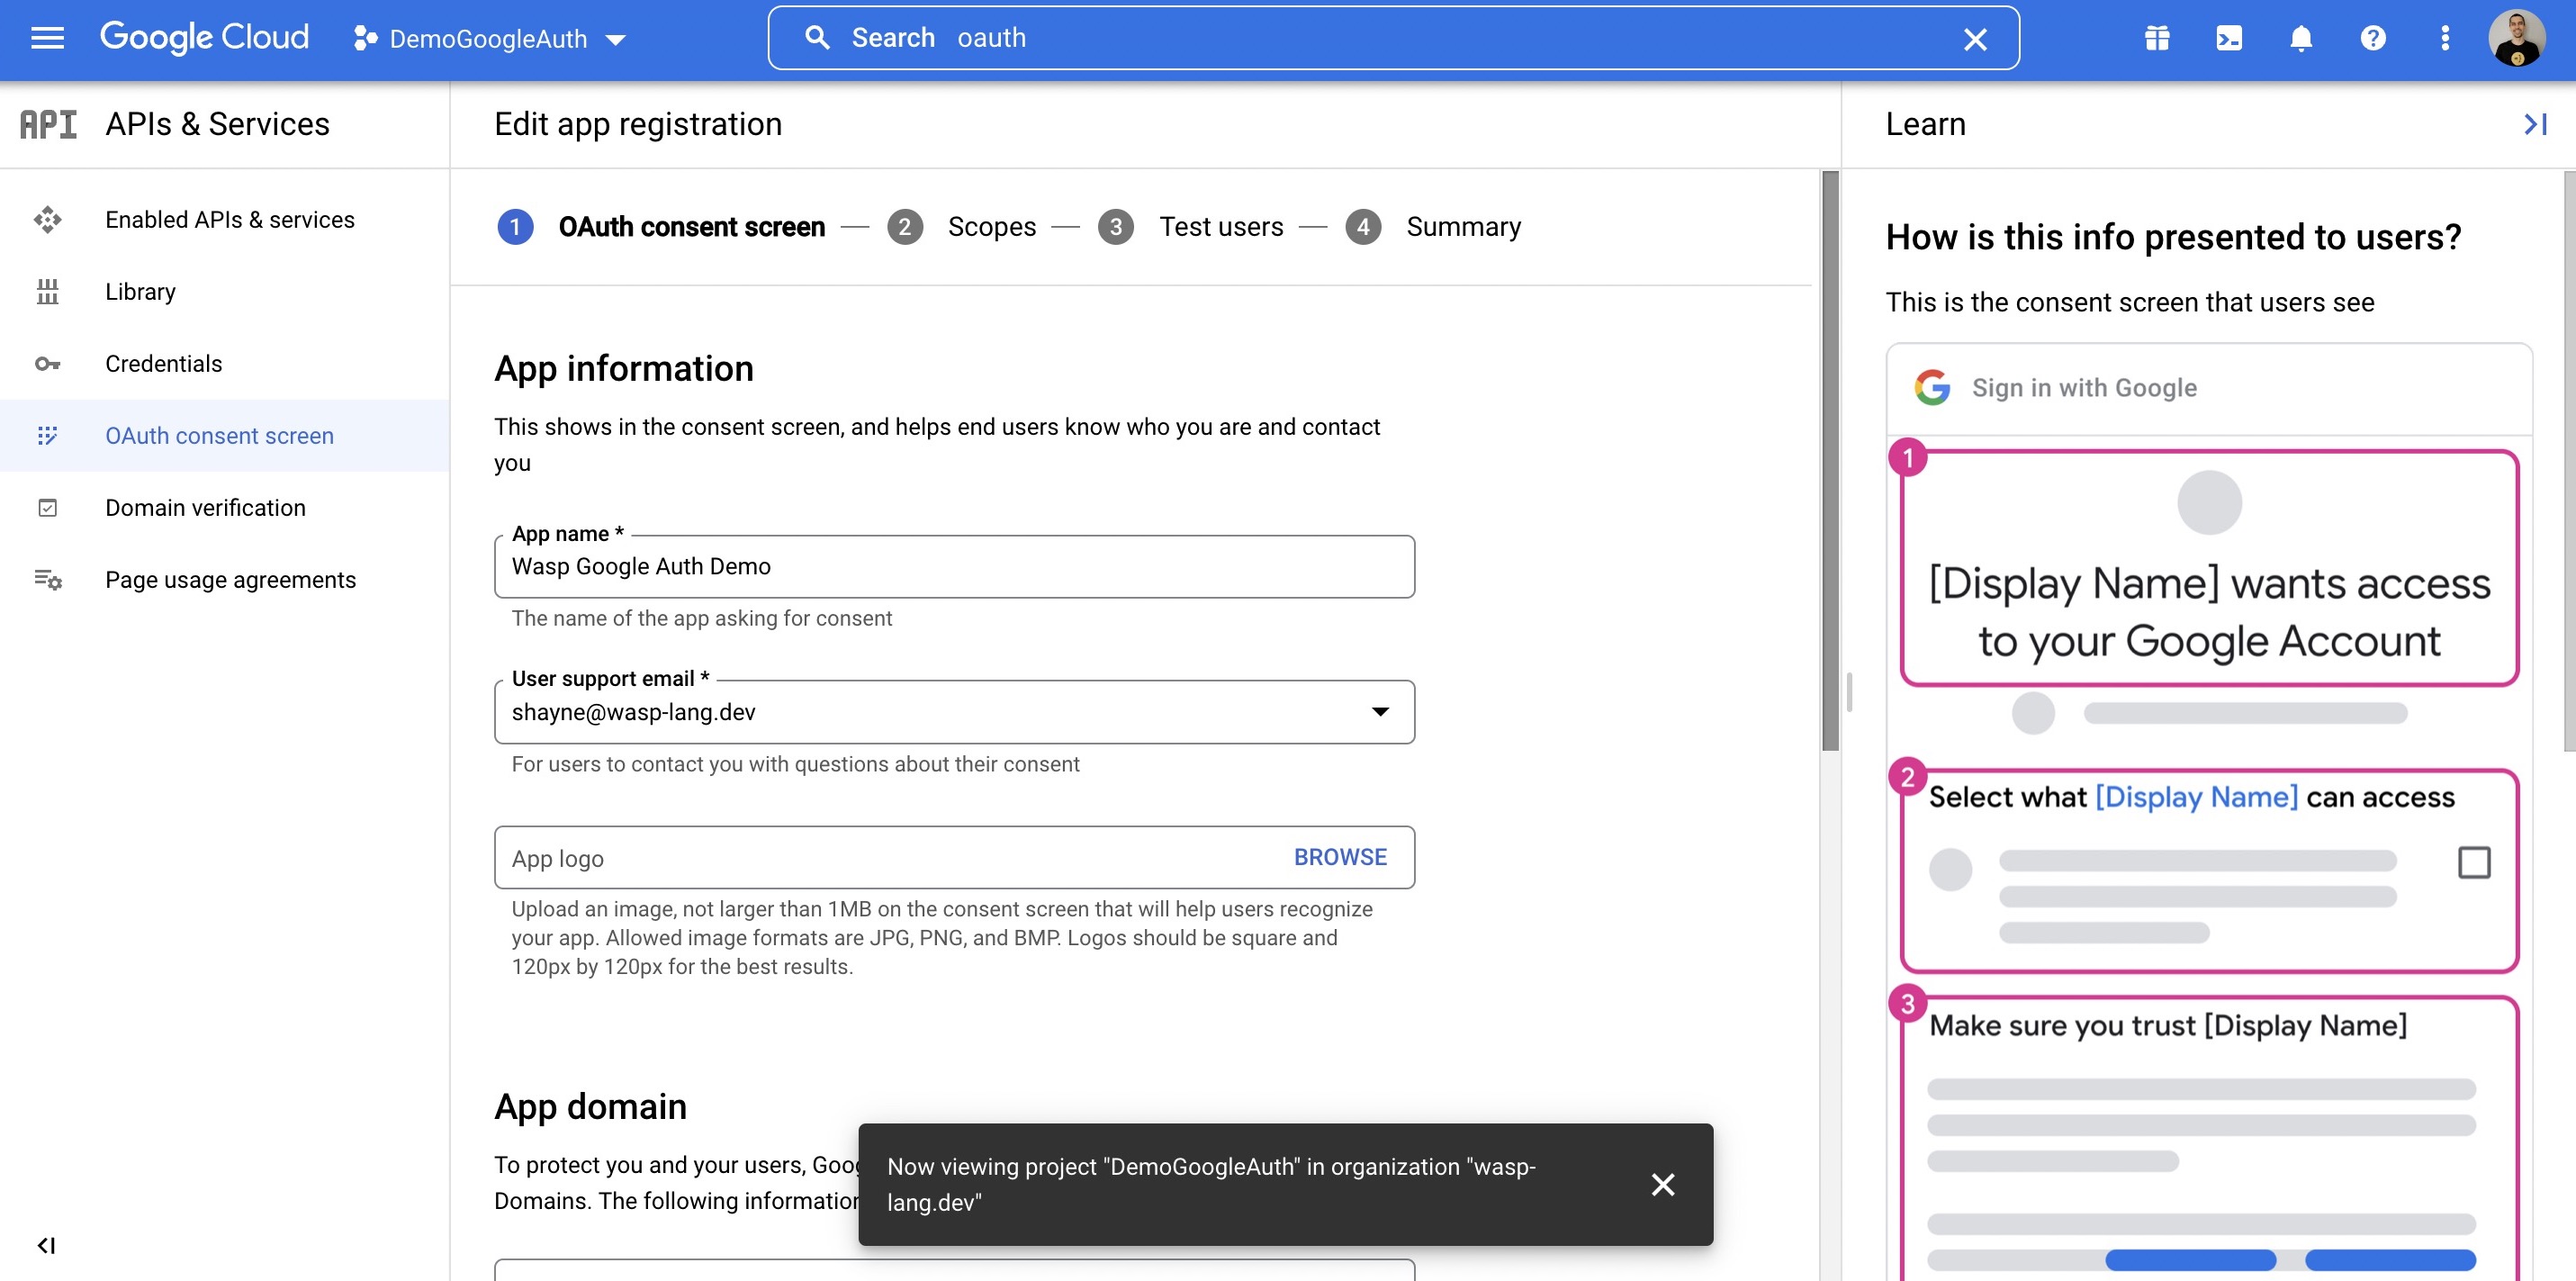 Google Cloud
DemoGoogleAuth
Search oauth
API APIs & Services
Enabled APIs & services
Library
Credentials
OAuth consent screen
Domain verification
Page usage agreements
Edit app registration
1 OAuth consent screen — 2 Scopes — 3 Test users — 4 Summary
App information
This shows in the consent screen, and helps end users know who you are and contact
you
App name *
Wasp Google Auth Demo
The name of the app asking for consent
User support email *
shayne@wasp-lang.dev
For users to contact you with questions about their consent
App logo BROWSE
Upload an image, not larger than 1MB on the consent screen that will help users recognize
your app. Allowed image formats are JPG, PNG, and BMP. Logos should be square and
120px by 120px for the best results.
App domain
To protect you and your users,
Domains. The following
Now viewing project "DemoGoogleAuth" in organization "wasp-
lang.dev"
Learn
How is this info presented to users?
This is the consent screen that users see
Sign in with Google
1
[Display Name] wants access
to your Google Account
2
Select what [Display Name] can access
3
Make sure you trust [Display Name]